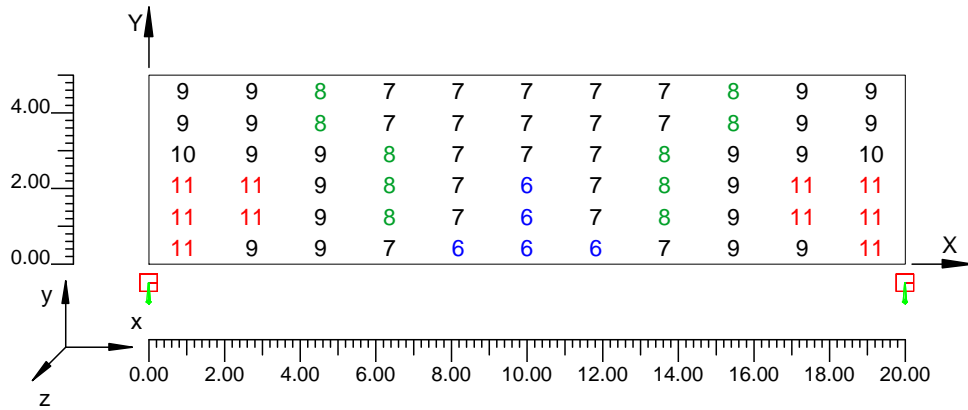 Y
9 9 8 7 7 7 7 7 8 9 9
4.00
9 9 8 7 7 7 7 7 8 9 9
10 9 9 8 7 7 7 8 9 9 10
2.00 11 11 9 8 7 6 7 8 9 11 11
11 11 9 8 7 6 7 8 9 11 11
11 9 9 7 6 6 6 7 9 9 11
0.00 X
y
x
z
0.00 2.00 4.00 6.00 8.00 10.00 12.00 14.00 16.00 18.00 20.00